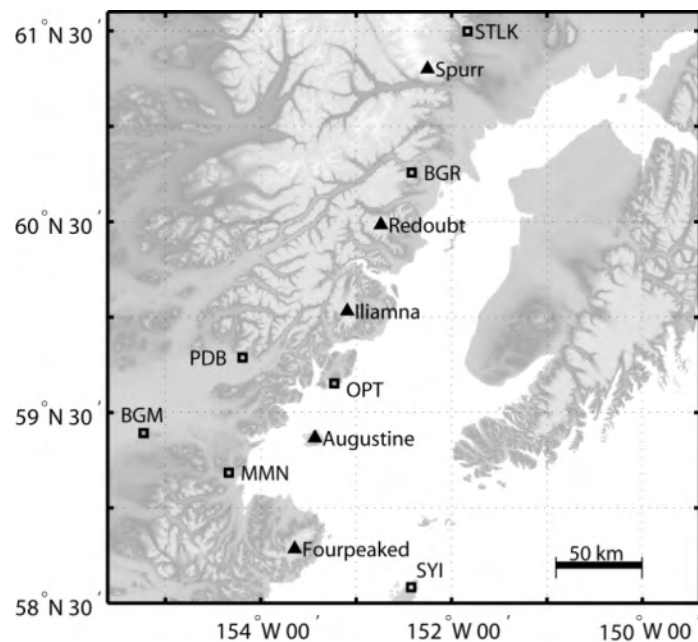 61°N 30′
STLK
Spurr
BGR
60°N 30′
Redoubt
Iliamna
PDB
OPT
59°N 30′
BGM
Augustine
MMN
Fourpeaked
50 km
SYI
58°N 30′
154°W 00′ 152°W 00′ 150°W 00′